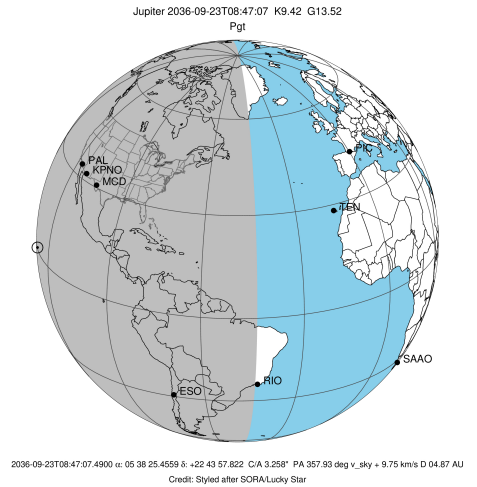 Jupiter 2036-09-23T08:47:07  K9.42  G13.52
Pgt
PIC
PAL
KPNO
MCD
iTEN
SAAO
RIO
ESO
2036-09-23T08:47:07.4900 α: 05 38 25.4559 δ: +22 43 57.822  C/A 3.258" PA 357.93 deg v_sky + 9.75 km/s D 04.87 AU
Credit: Styled after SORA/Lucky Star